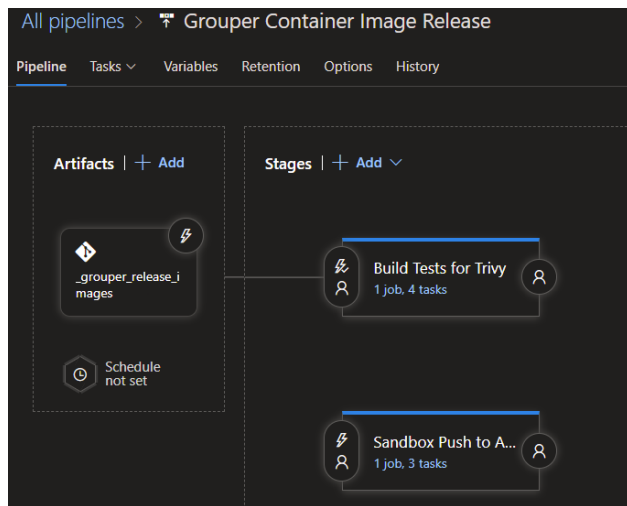 All pipelines > Grouper Container Image Release
Pipeline Tasks Variables Retention Options History
Artifacts | + Add
Stages | + Add
_grouper_release_i
mages
Schedule
not set
Build Tests for Trivy
1 job, 4 tasks
Sandbox Push to A...
1 job, 3 tasks